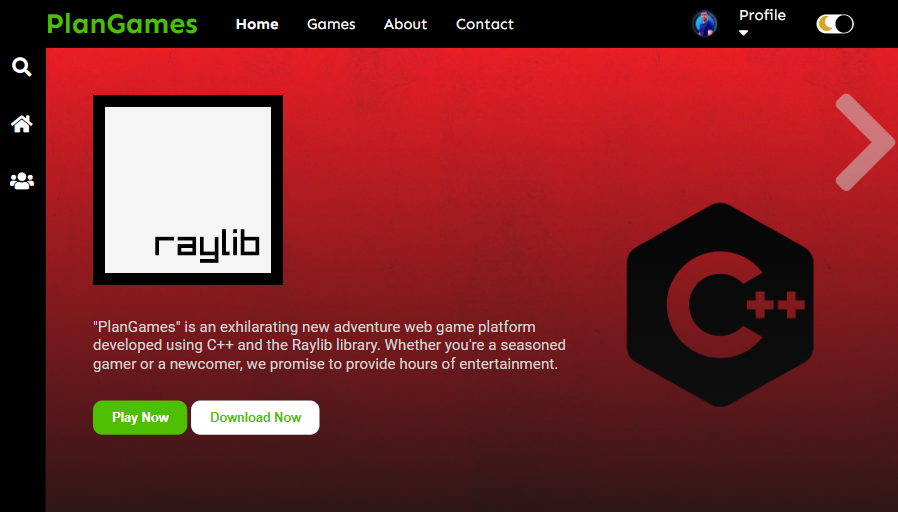 PlanGames Home Games About Contact Profile
raylib
C++
"PlanGames" is an exhilarating new adventure web game platform
developed using C++ and the Raylib library. Whether you're a seasoned
gamer or a newcomer, we promise to provide hours of entertainment.
Play Now Download Now